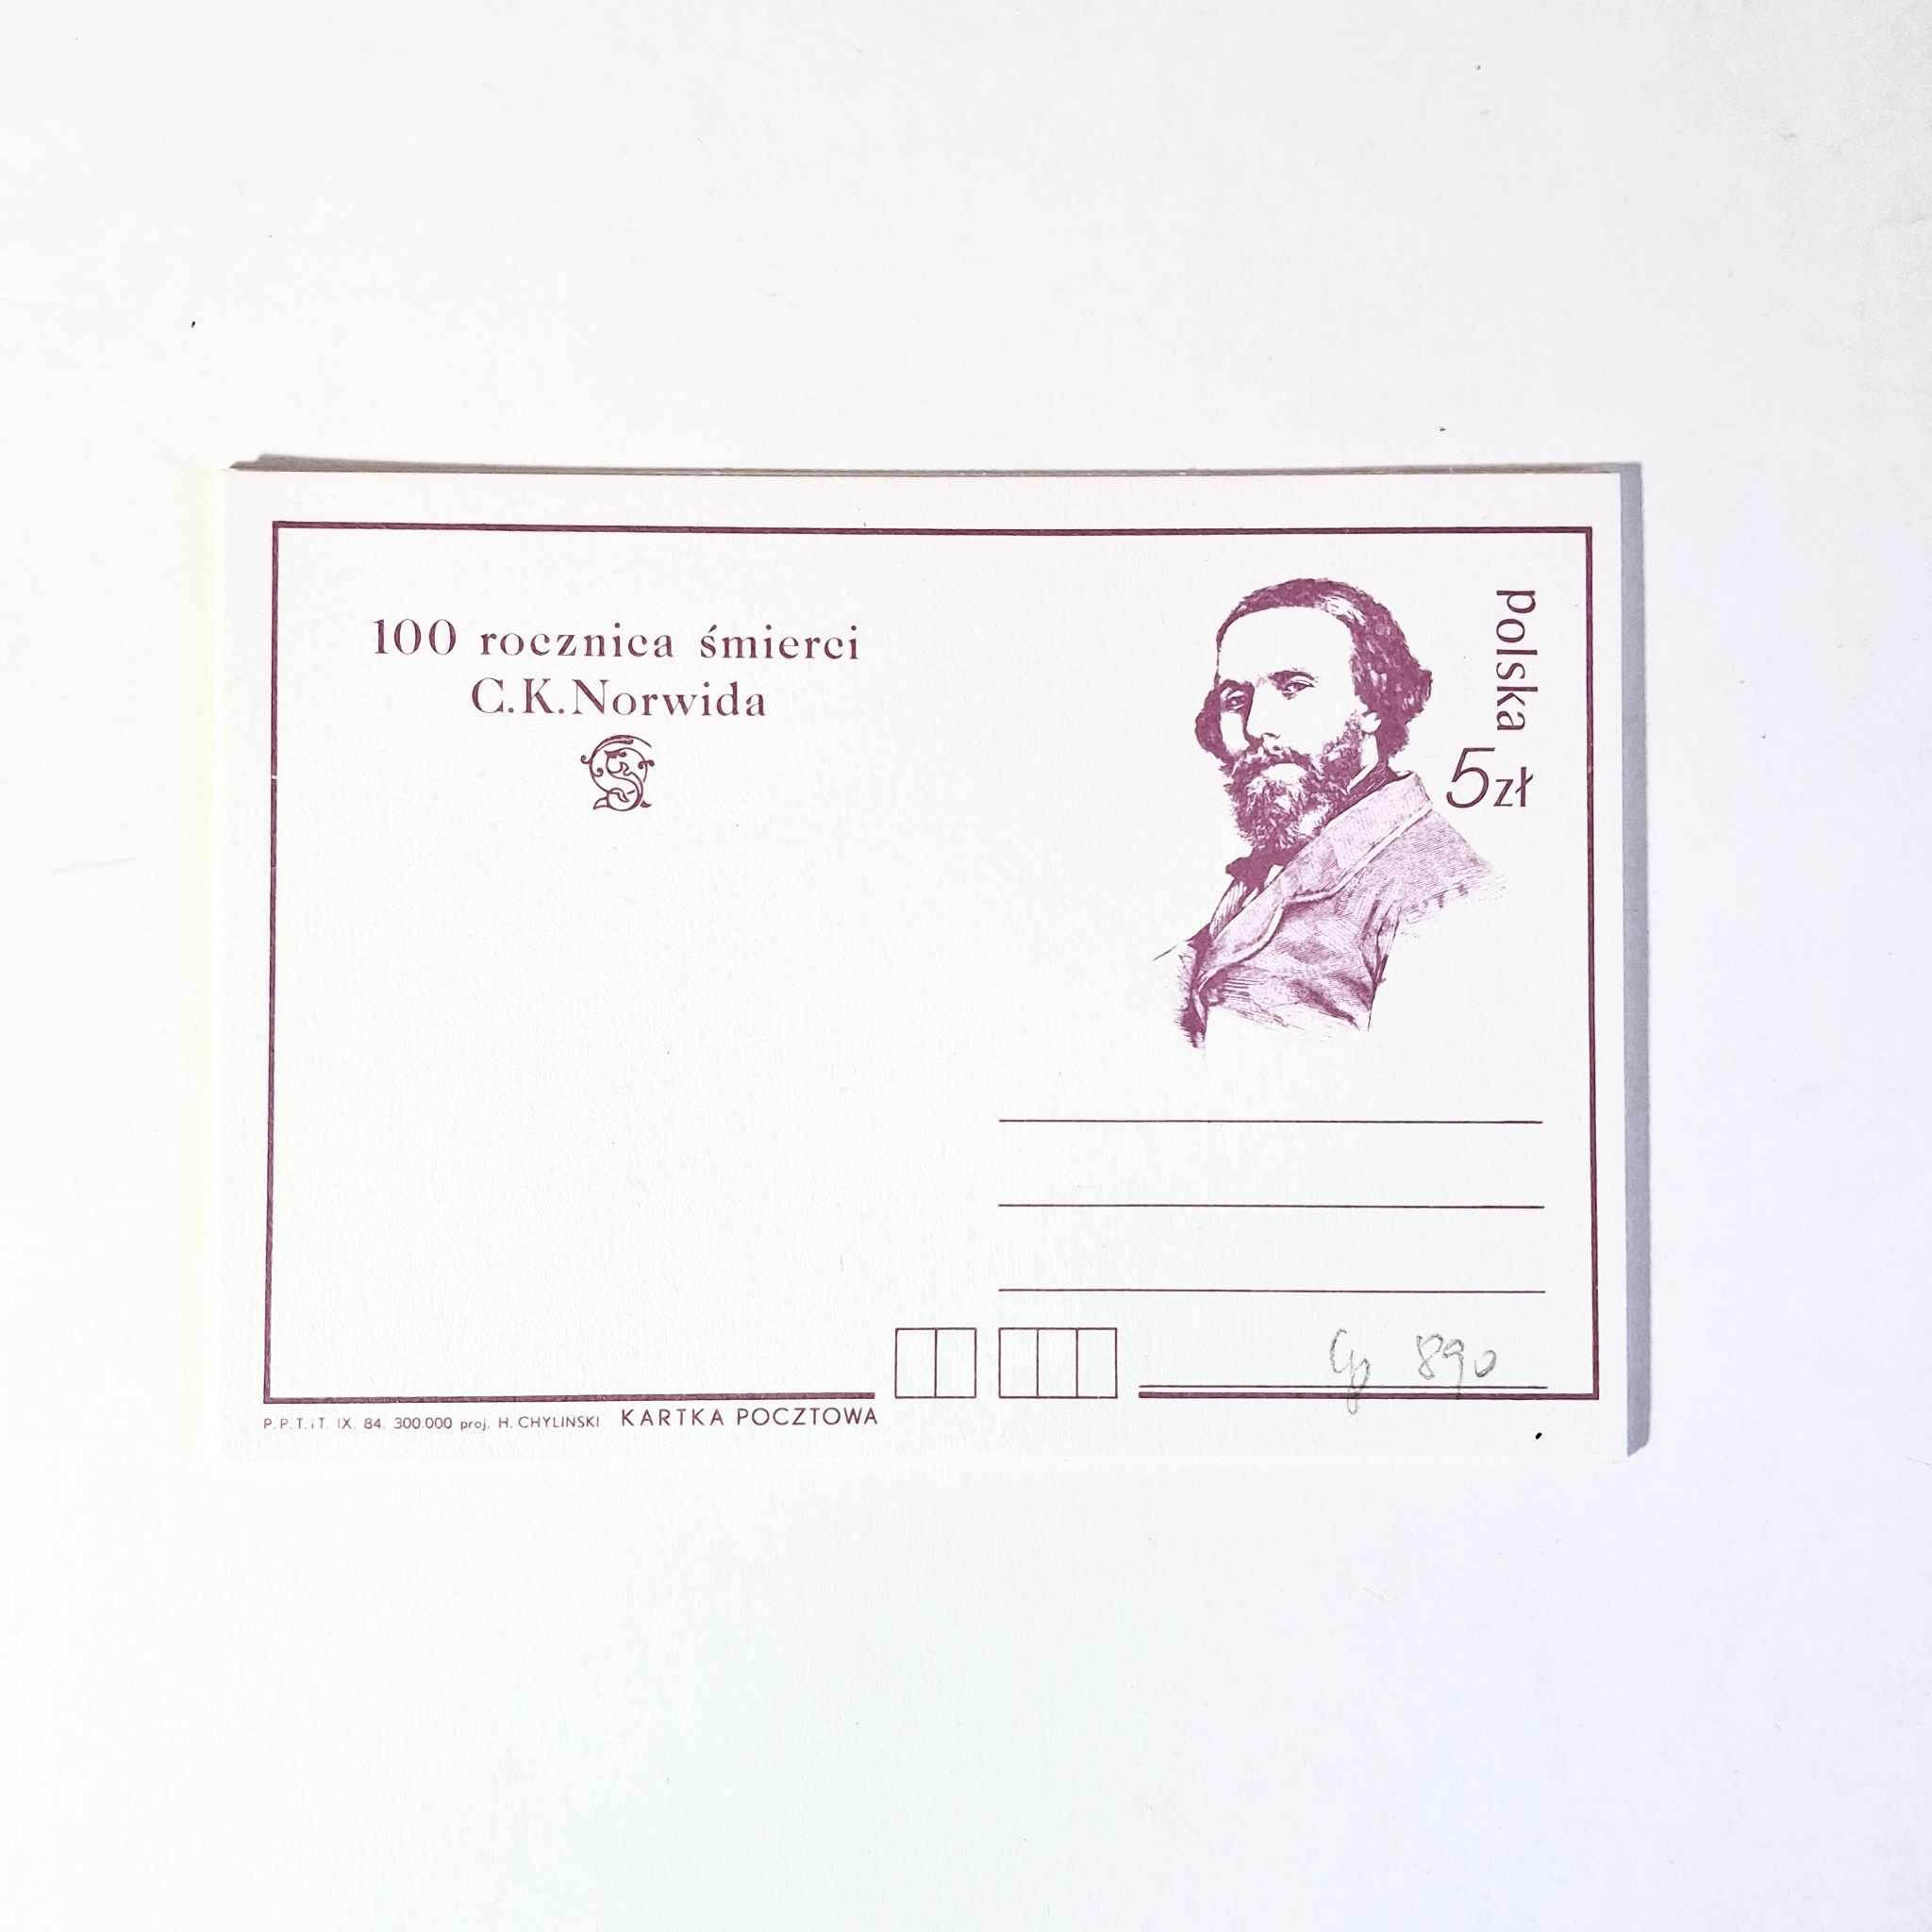 100 rocznica śmierci
C.K.Norwida
polska
5zł
Cp 890
P.P.T.iT. IX. 84. 300.000 proj. H. CHYLINSKI KARTKA POCZTOWA